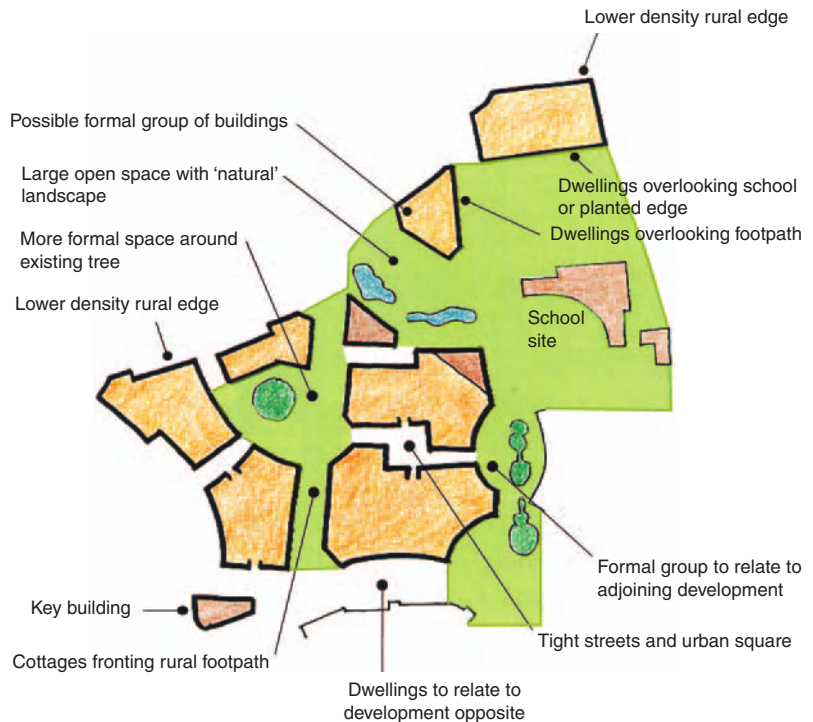 Lower density rural edge
Possible formal group of buildings
Large open space with ‘natural’
landscape
Dwellings overlooking school
or planted edge
More formal space around
existing tree
Dwellings overlooking footpath
Lower density rural edge
School
site
Formal group to relate to
adjoining development
Key building
Tight streets and urban square
Cottages fronting rural footpath
Dwellings to relate to
development opposite